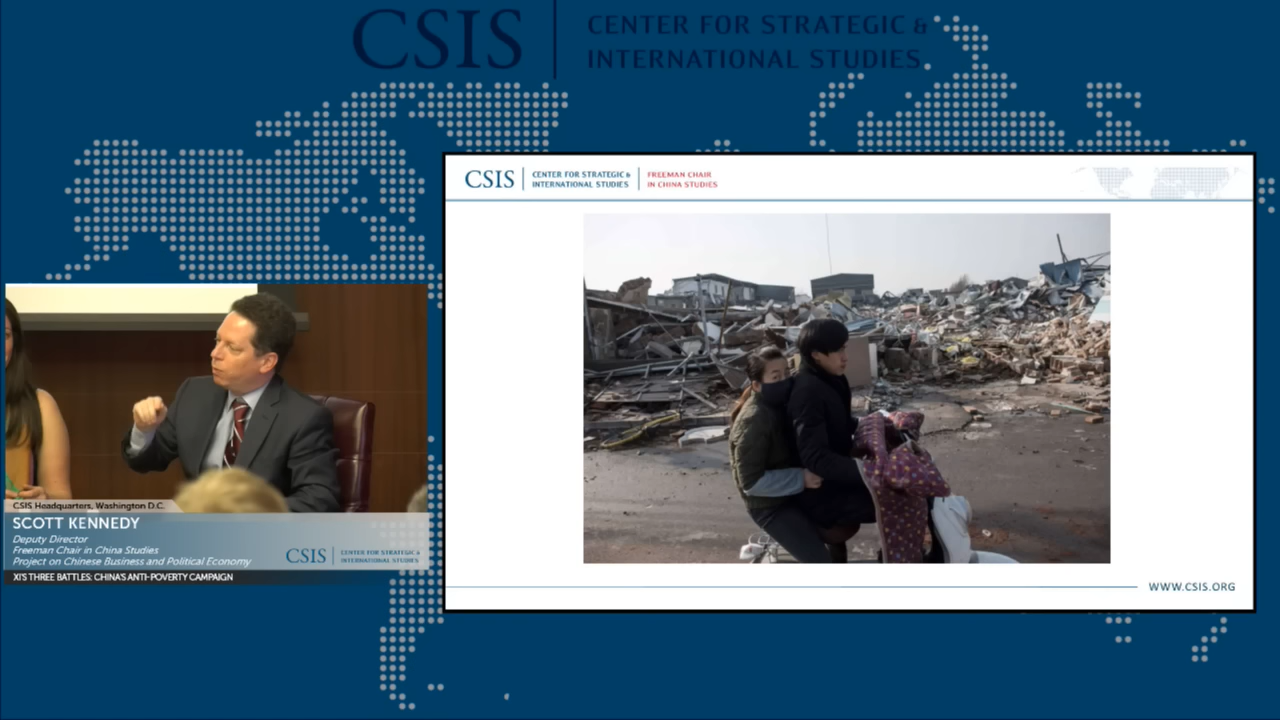 CSIS
CENTER FOR STRATEGIC &
INTERNATIONAL STUDIES
CSIS
CENTER FOR STRATEGIC &
INTERNATIONAL STUDIES
FREEMAN CHAIR
IN CHINA STUDIES
CSIS Headquarters, Washington D.C.
SCOTT KENNEDY
Deputy Director
Freeman Chair in China Studies
Project on Chinese Business and Political Economy
CSIS
CENTER FOR STRATEGIC &
INTERNATIONAL STUDIES
XI'S THREE BATTLES: CHINA'S ANTI-POVERTY CAMPAIGN
WWW.CSIS.ORG